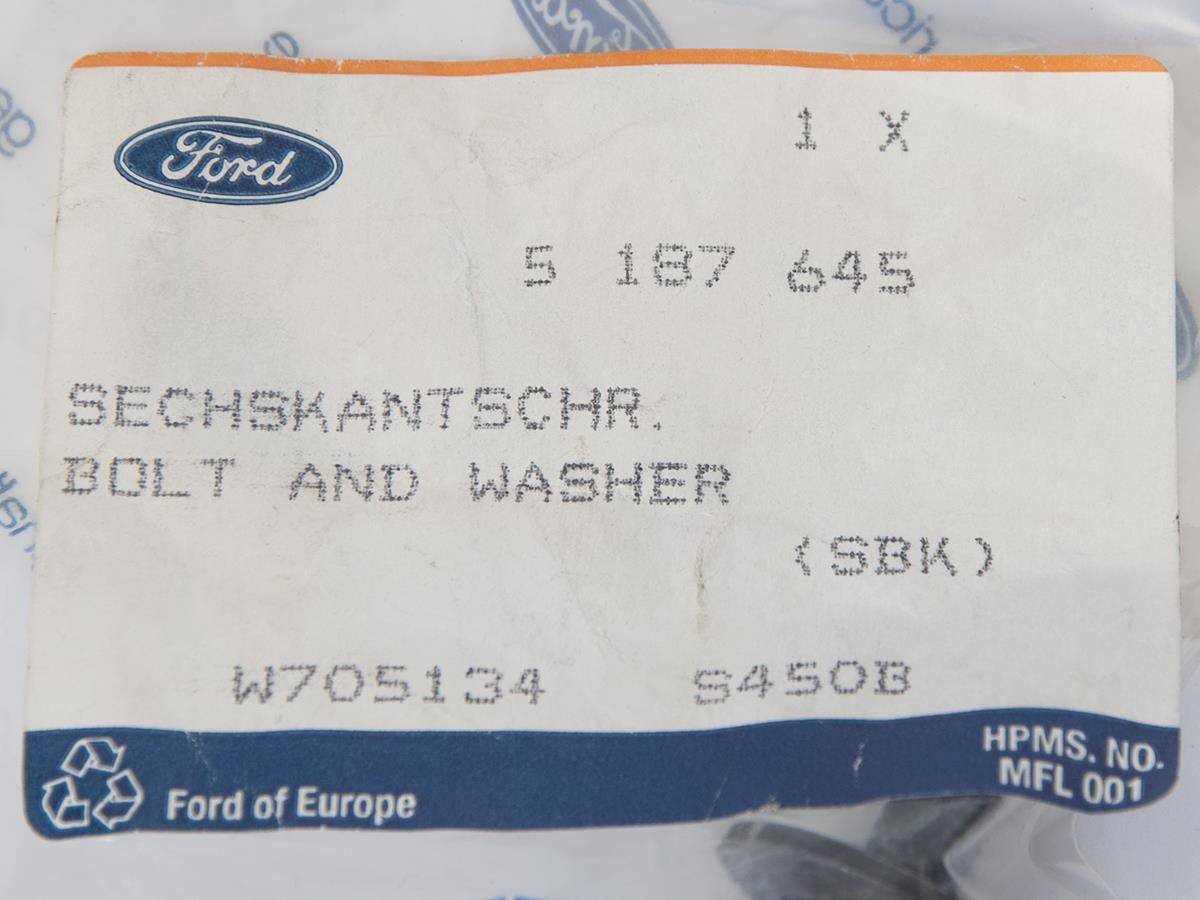 Ford
1 X
5 187 645
SECHSKANTSCHR.
BOLT AND WASHER
(SBK)
W705134 S450B
Ford of Europe
HPMS. NO.
MFL 001